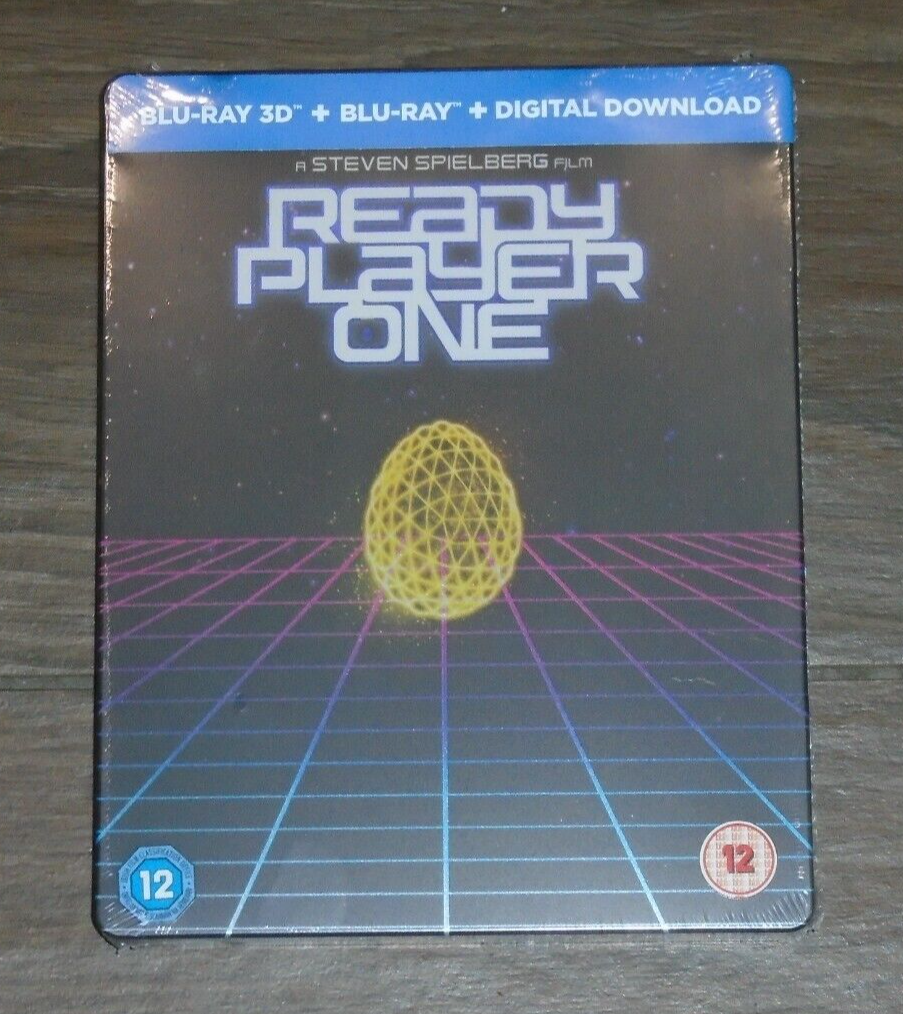 BLU-RAY 3D™ + BLU-RAY™ + DIGITAL DOWNLOAD
A STEVEN SPIELBERG FILM
READY
PLAYER
ONE
12
12